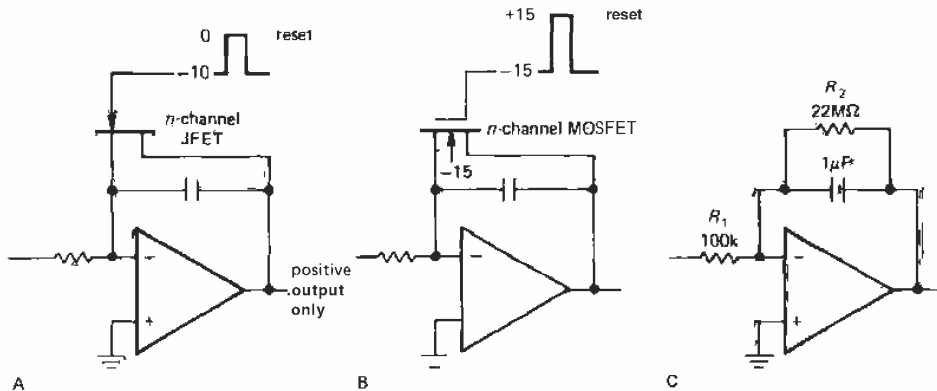 0
reset
-10
n-channel
JFET
-
+
positive
output
only
A
+15
reset
-15
n-channel MOSFET
-15
-
B
R2
22MΩ
1μF
R1
100k
-
+
C